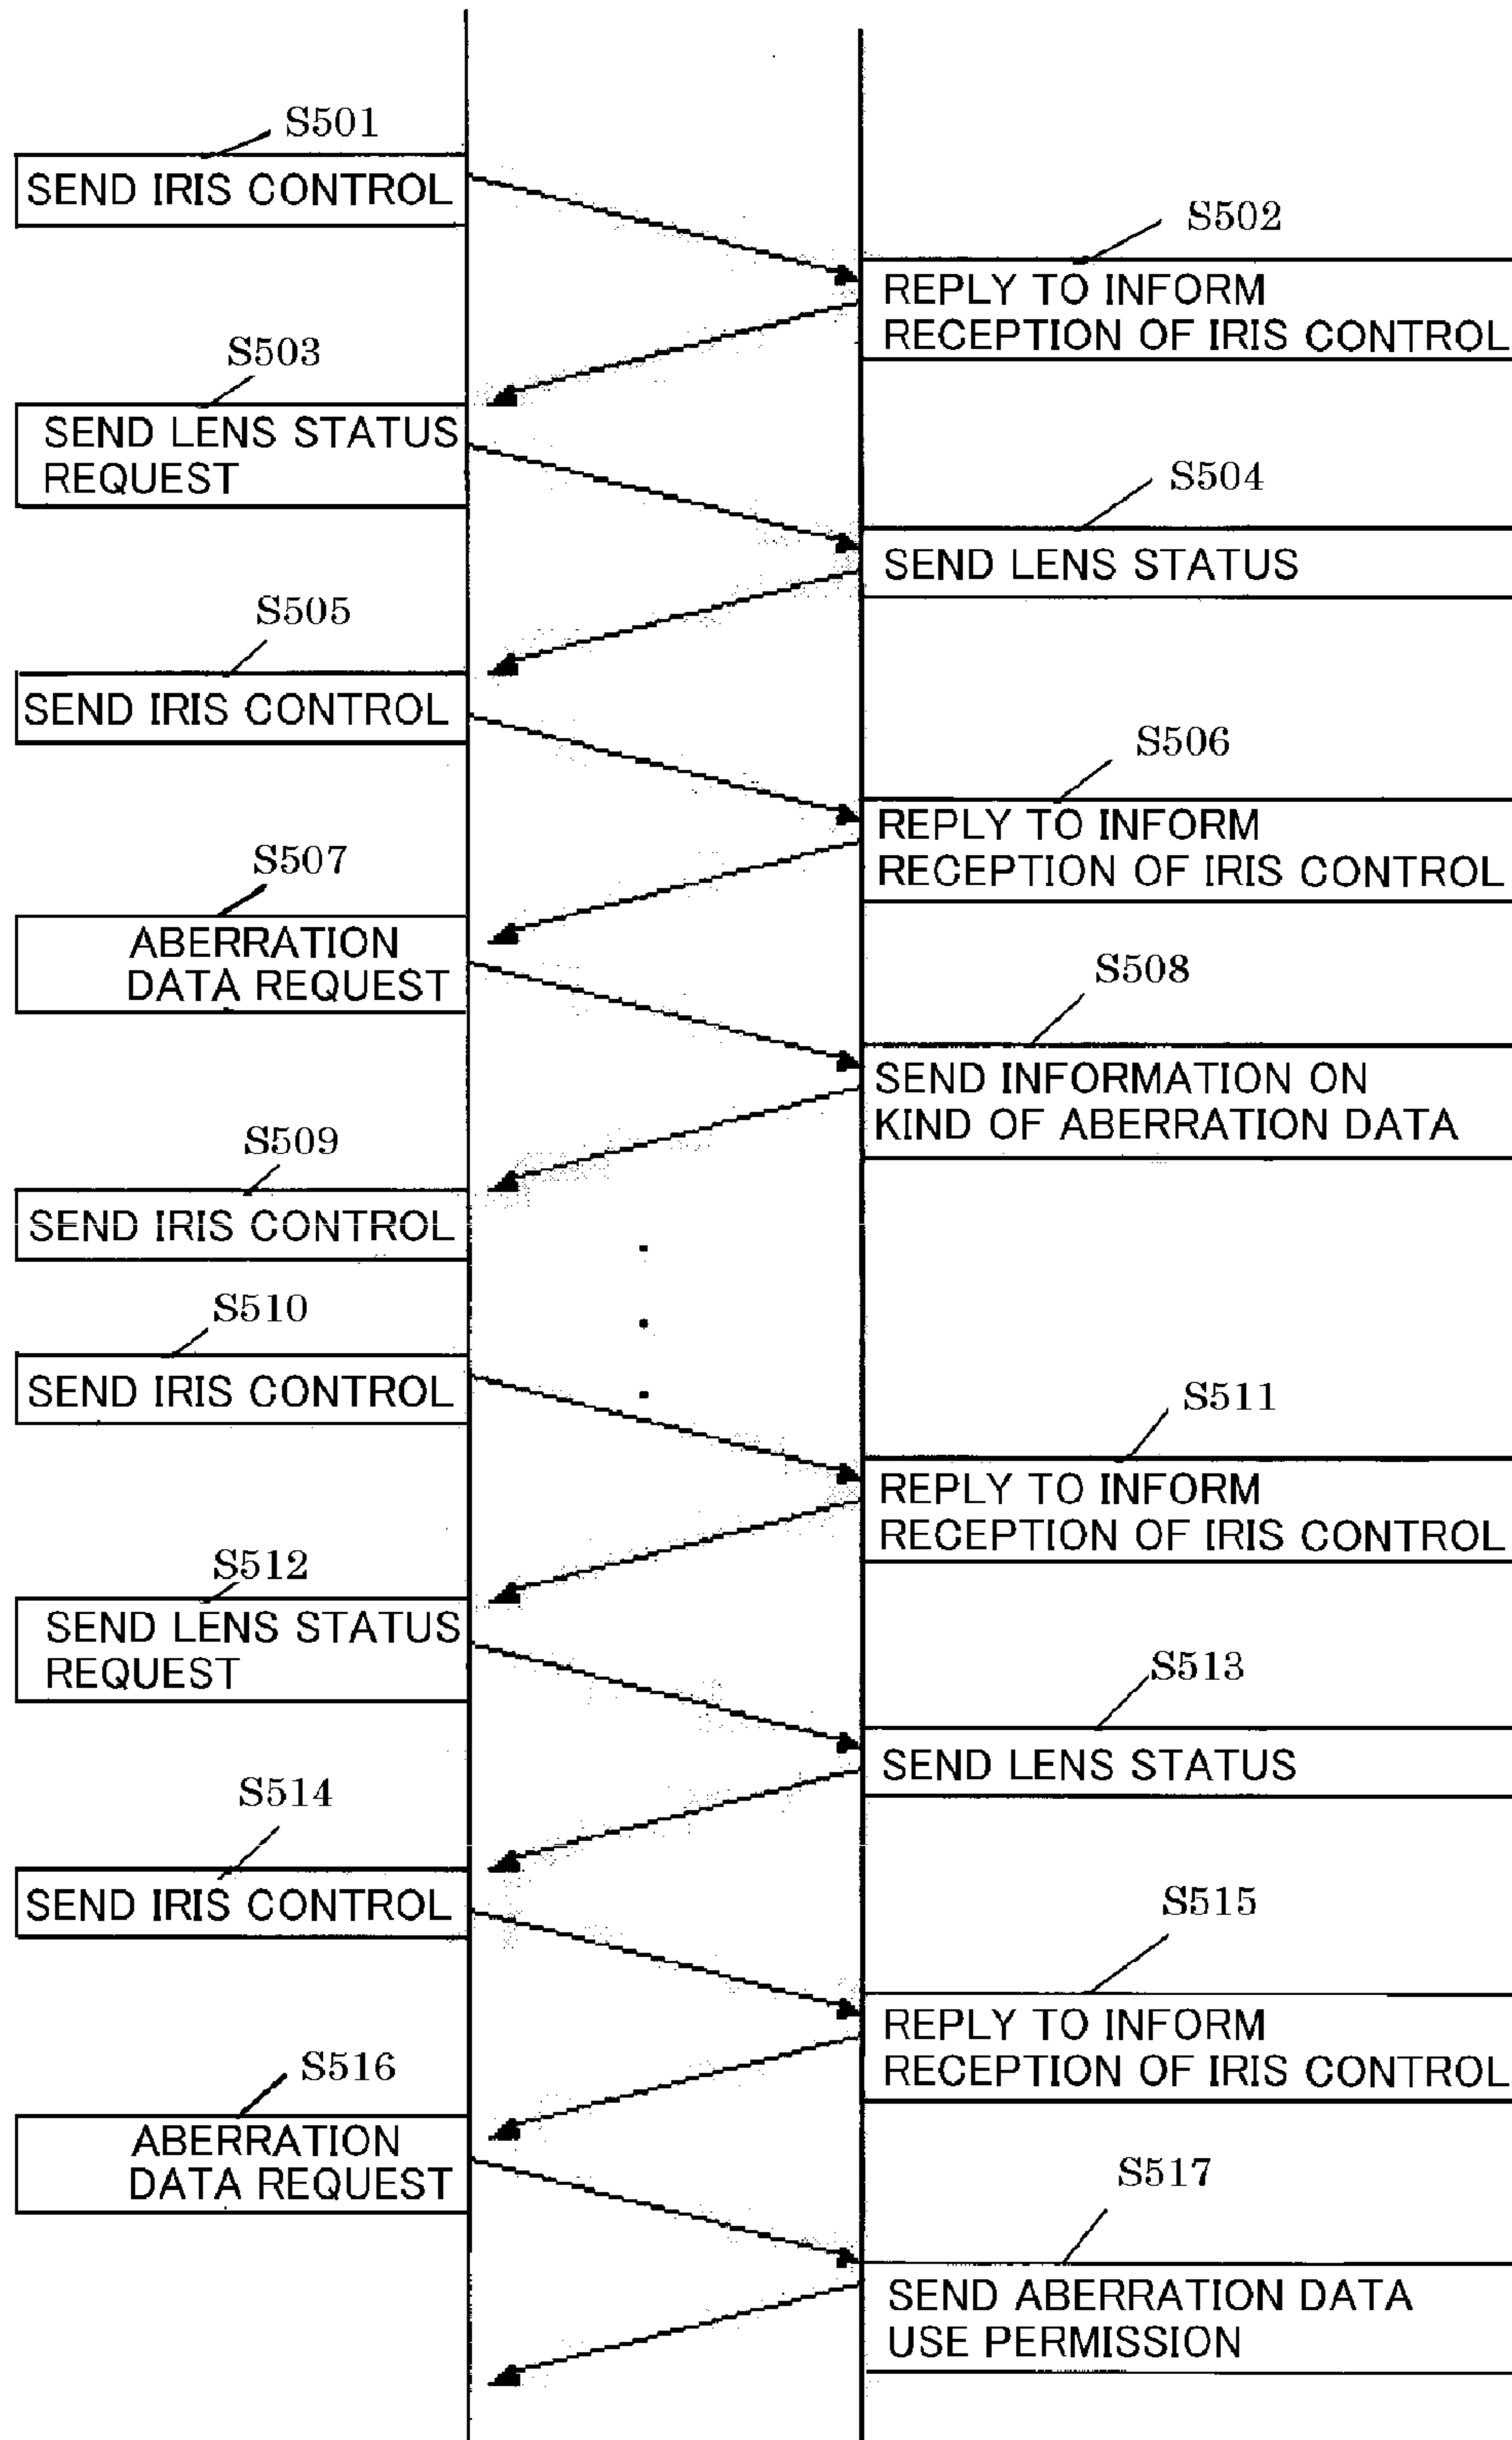 S501
SEND IRIS CONTROL
S502
REPLY TO INFORM
RECEPTION OF IRIS CONTROL
S503
SEND LENS STATUS
REQUEST
S504
SEND LENS STATUS
S505
SEND IRIS CONTROL
S506
REPLY TO INFORM
RECEPTION OF IRIS CONTROL
S507
ABERRATION
DATA REQUEST
S508
SEND INFORMATION ON
KIND OF ABERRATION DATA
S509
SEND IRIS CONTROL
S510
SEND IRIS CONTROL
S511
REPLY TO INFORM
RECEPTION OF IRIS CONTROL
S512
SEND LENS STATUS
REQUEST
S513
SEND LENS STATUS
S514
SEND IRIS CONTROL
S515
REPLY TO INFORM
RECEPTION OF IRIS CONTROL
S516
ABERRATION
DATA REQUEST
S517
SEND ABERRATION DATA
USE PERMISSION